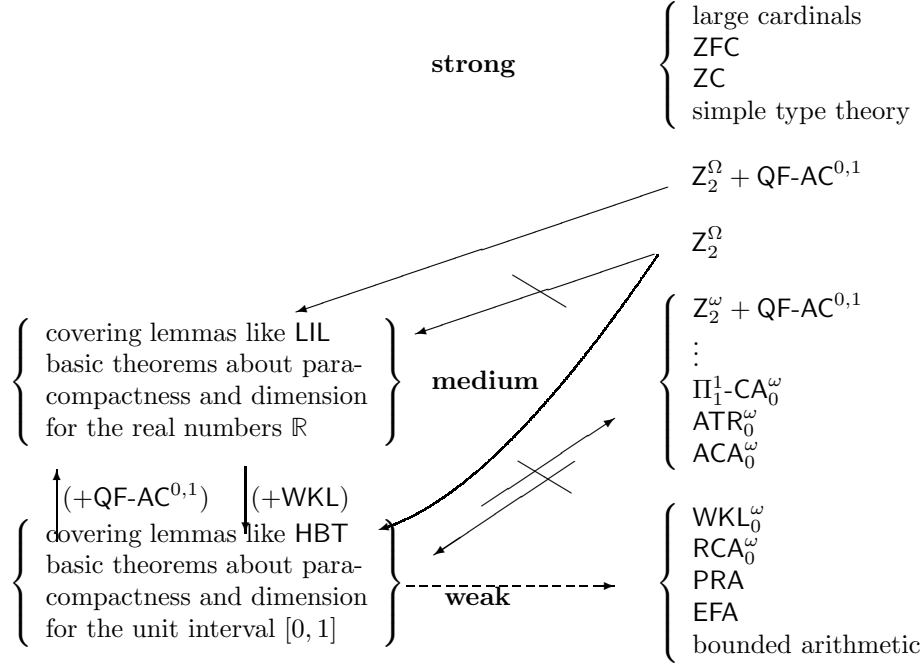 large cardinals
ZFC
strong
ZC
simple type theory
Z₂^Ω + QF-AC^{0,1}
Z₂^Ω
Z₂^ω + QF-AC^{0,1}
covering lemmas like LIL
basic theorems about para-
⋮
compactness and dimension
medium
Π¹₁-CA₀^ω
for the real numbers ℝ
ATR₀^ω
ACA₀^ω
(+QF-AC^{0,1})
(+WKL)
WKL₀^ω
covering lemmas like HBT
RCA₀^ω
basic theorems about para-
PRA
compactness and dimension
weak
EFA
for the unit interval [0, 1]
bounded arithmetic